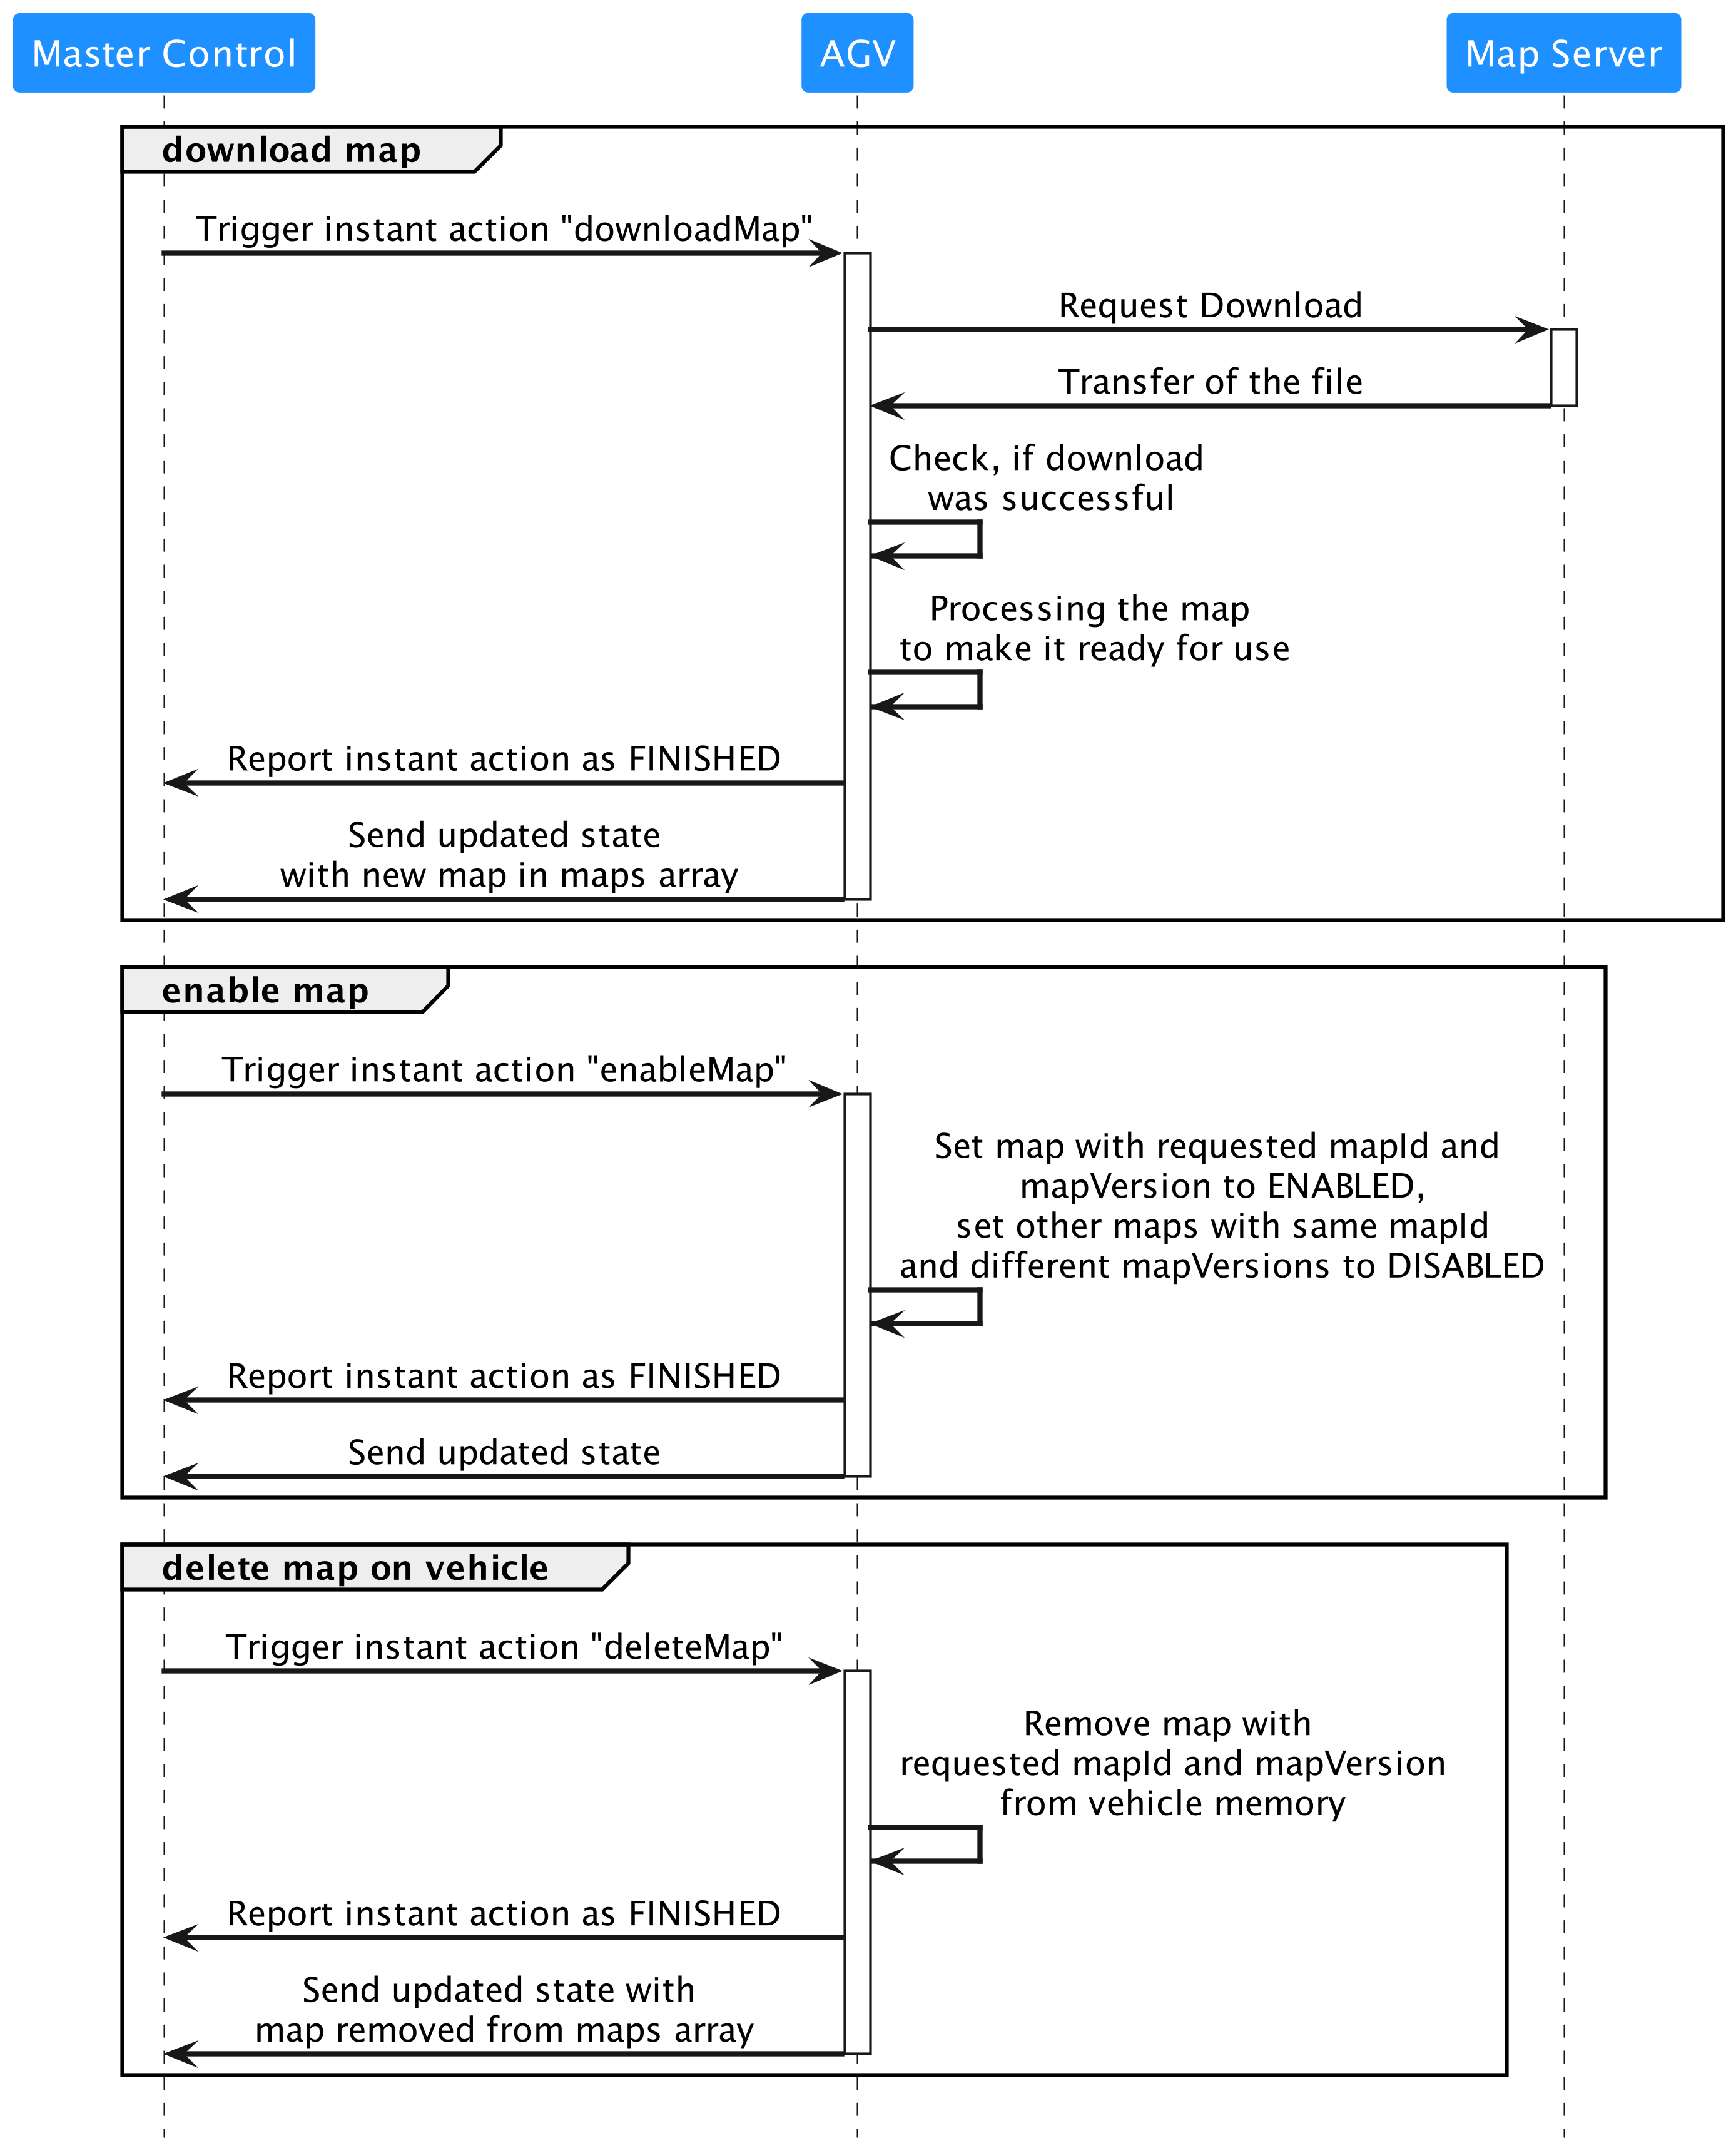 Master Control
AGV
Map Server
download map
Trigger instant action "downloadMap"
Request Download
Transfer of the file
Check, if download
was successful
Processing the map
to make it ready for use
Report instant action as FINISHED
Send updated state
with new map in maps array
enable map
Trigger instant action "enableMap"
Set map with requested mapId and
mapVersion to ENABLED,
set other maps with same mapId
and different mapVersions to DISABLED
Report instant action as FINISHED
Send updated state
delete map on vehicle
Trigger instant action "deleteMap"
Remove map with
requested mapId and mapVersion
from vehicle memory
Report instant action as FINISHED
Send updated state with
map removed from maps array